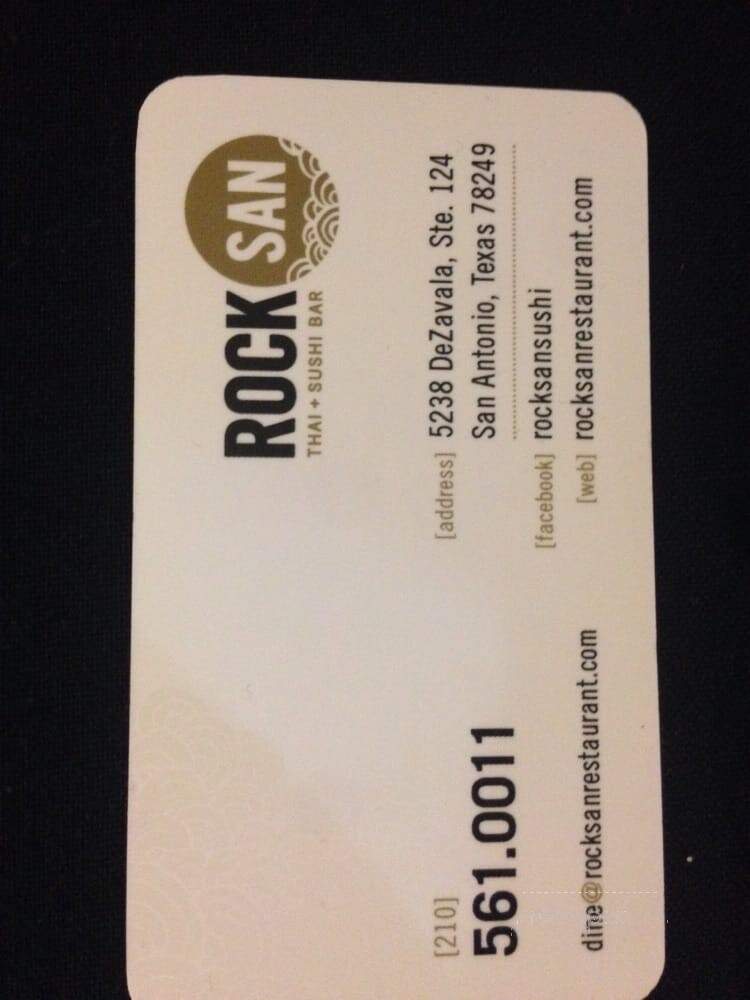 ROCK SAN
THAI + SUSHI BAR
[210]
561.0011
dine@rocksanrestaurant.com
[address] 5238 DeZavala, Ste. 124
San Antonio, Texas 78249
[facebook] rocksansushi
[web] rocksanrestaurant.com